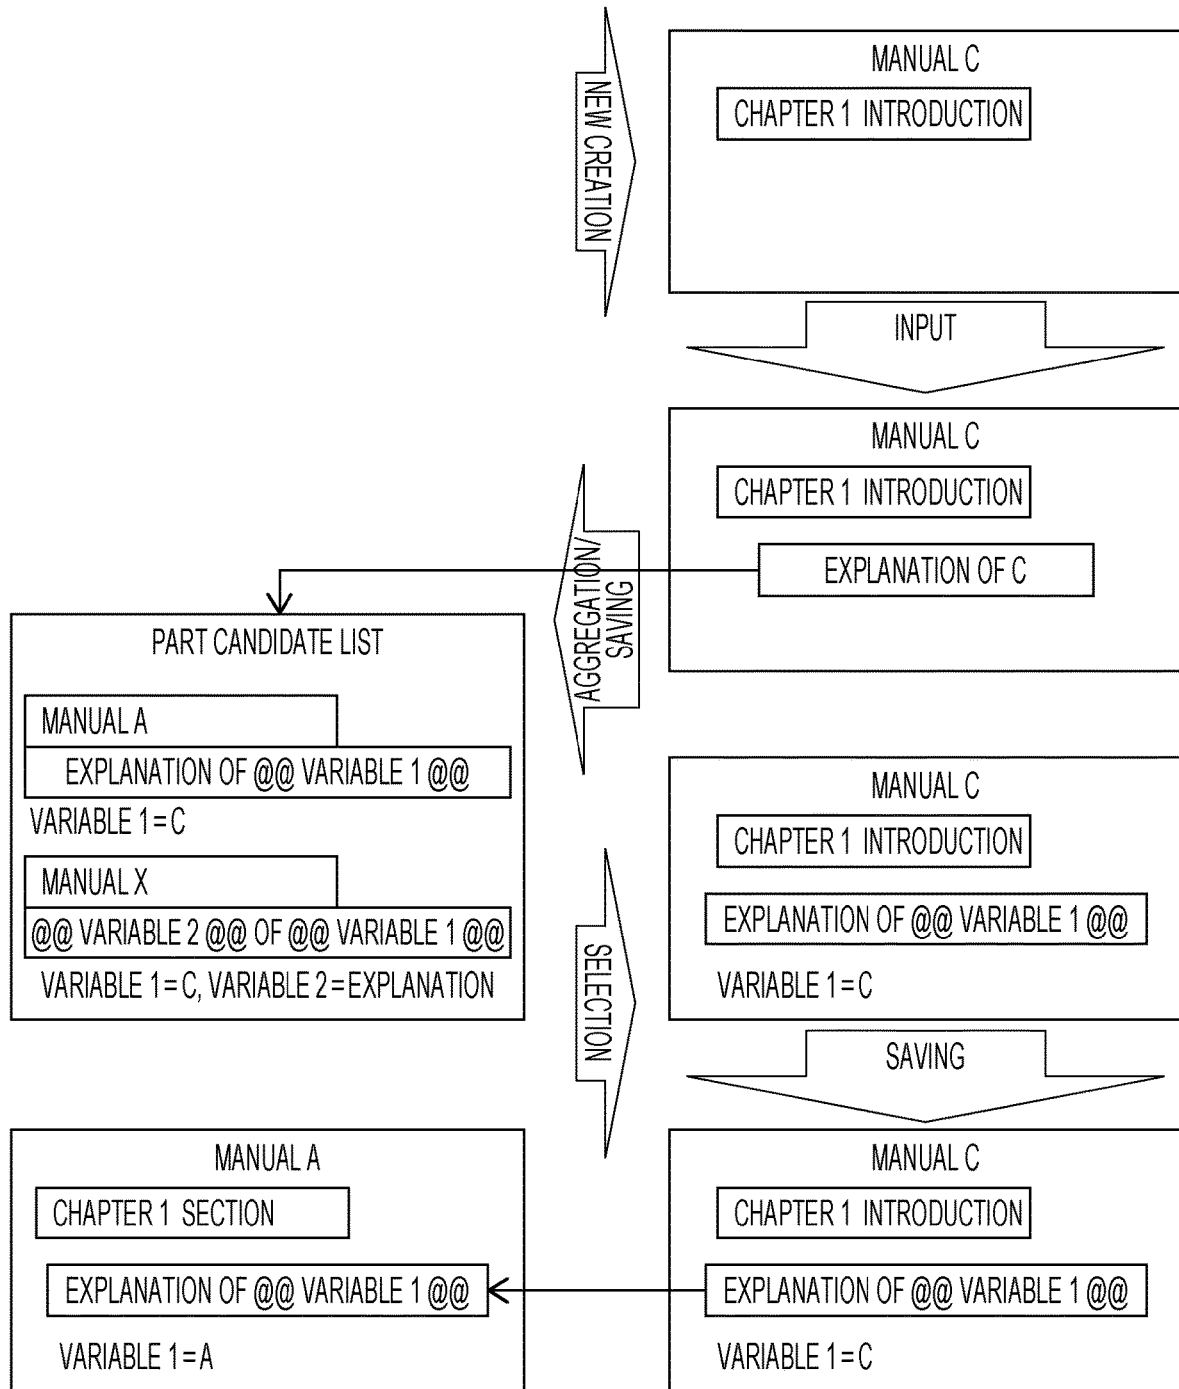 NEW CREATION
MANUAL C
CHAPTER 1 INTRODUCTION
INPUT
MANUAL C
CHAPTER 1 INTRODUCTION
EXPLANATION OF C
AGGREGATION/
SAVING
PART CANDIDATE LIST
MANUAL A
EXPLANATION OF @@ VARIABLE 1 @@
VARIABLE 1=C
MANUAL X
@@ VARIABLE 2 @@ OF @@ VARIABLE 1 @@
VARIABLE 1=C, VARIABLE 2=EXPLANATION
SELECTION
MANUAL C
CHAPTER 1 INTRODUCTION
EXPLANATION OF @@ VARIABLE 1 @@
VARIABLE 1=C
SAVING
MANUAL A
CHAPTER 1 SECTION
EXPLANATION OF @@ VARIABLE 1 @@
VARIABLE 1=A
MANUAL C
CHAPTER 1 INTRODUCTION
EXPLANATION OF @@ VARIABLE 1 @@
VARIABLE 1=C